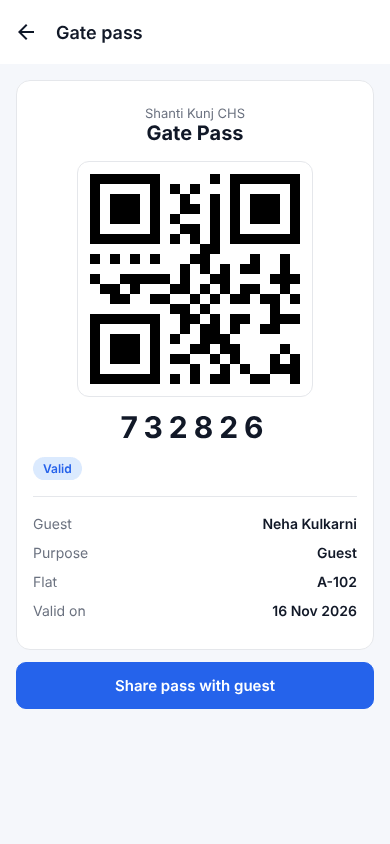 Gate pass
Shanti Kunj CHS
Gate Pass
732826
Valid
Guest Neha Kulkarni
Purpose Guest
Flat A-102
Valid on 16 Nov 2026
Share pass with guest